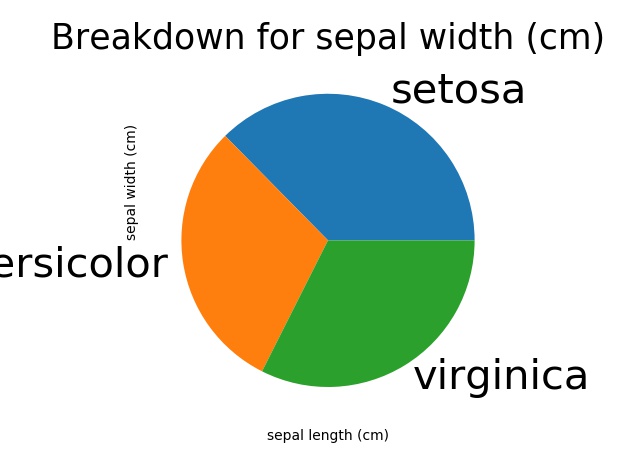 Breakdown for sepal width (cm)
setosa
sepal width (cm)
ersicolor
virginica
sepal length (cm)